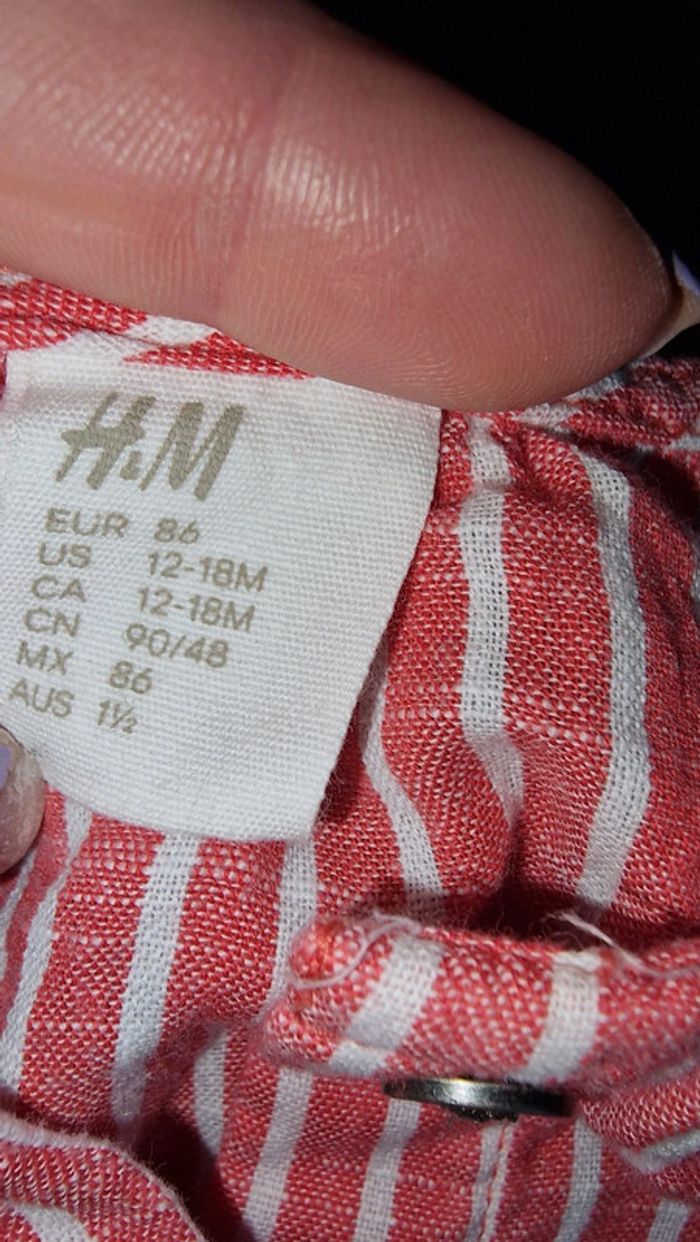 H&M
EUR 86
US 12-18M
CA 12-18M
CN 90/48
MX 86
AUS 1½